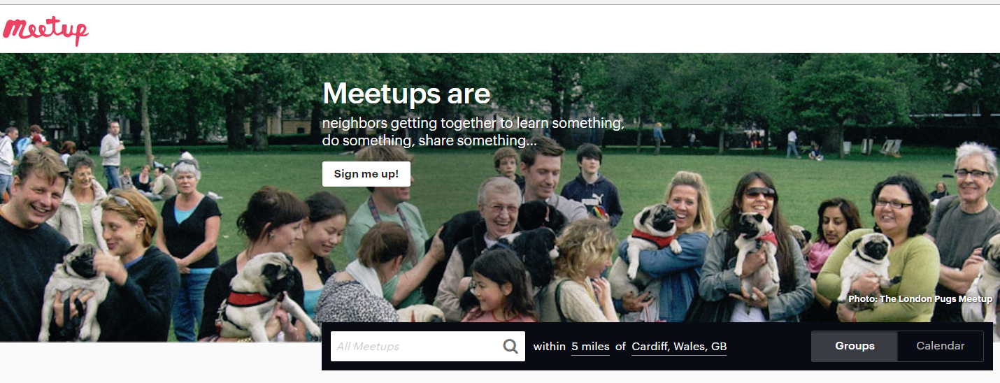 meetup
Meetups are
neighbors getting together to learn something,
do something, share something...
Sign me up!
PUMA
Photo: The London Pugs Meetup
All Meetups within 5 miles of Cardiff, Wales, GB Groups Calendar